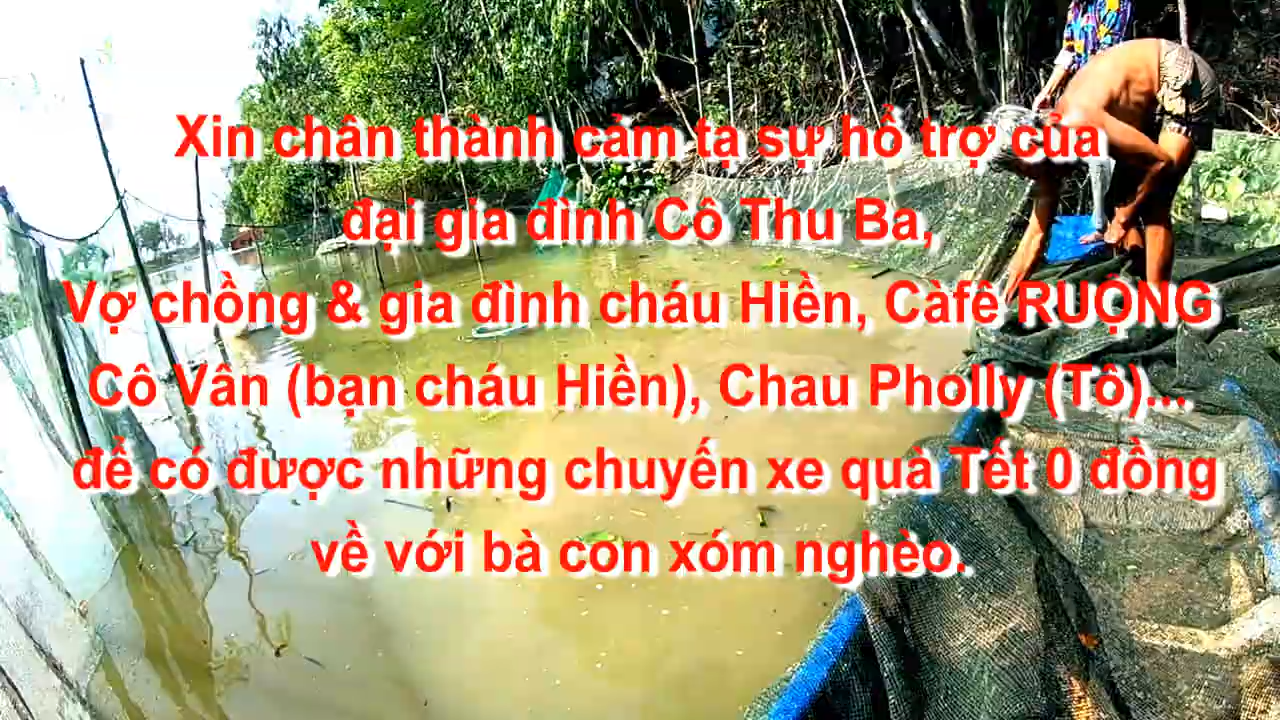 Xin chân thành cảm tạ sự hổ trợ của
đại gia đình Cô Thu Ba,
Vợ chồng & gia đình cháu Hiền, Càfê RUỘNG
Cô Vân (bạn cháu Hiền), Chau Pholly (Tô)...
để có được những chuyến xe quà Tết 0 đồng
về với bà con xóm nghèo.